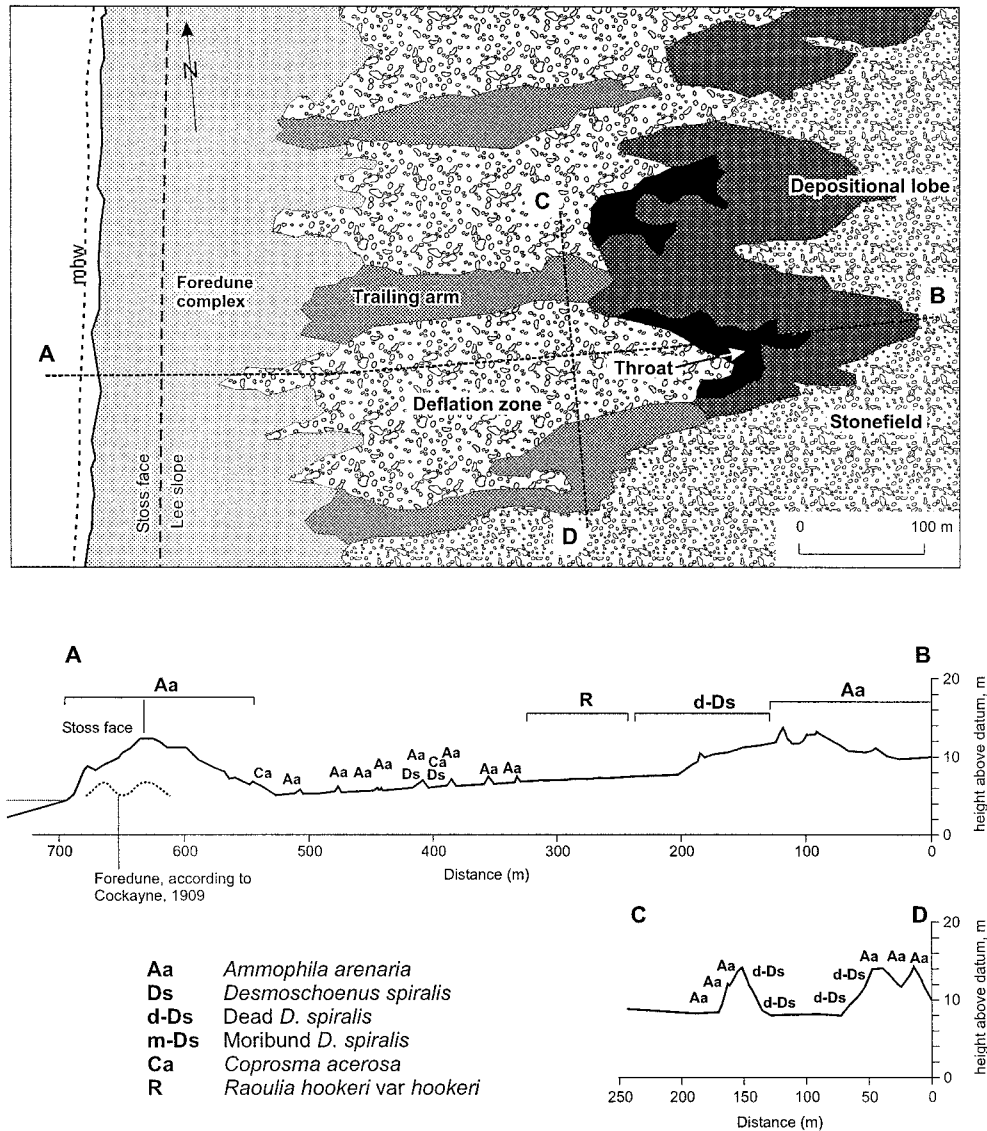 N
mhw
Stoss face
Lee slope
Foredune
complex
Trailing arm
Deflation zone
Throat
Depositional lobe
Stonefield
A
B
C
D
0 100 m
A
B
Aa
Stoss face
Ca
Aa
Aa
Aa
Aa
Aa
Ds
Ca
Ds
Aa
Aa
Aa
R
d-Ds
Aa
20
10
0
height above datum, m
700 600 500 400 300 200 100 0
Distance (m)
Foredune, according to
Cockayne, 1909
C
D
Aa
Aa
Aa
d-Ds
d-Ds
d-Ds
d-Ds
Aa
Aa
Aa
20
10
0
height above datum, m
250 200 150 100 50 0
Distance (m)
Aa Ammophila arenaria
Ds Desmoschoenus spiralis
d-Ds Dead D. spiralis
m-Ds Moribund D. spiralis
Ca Coprosma acerosa
R Raoulia hookeri var hookeri